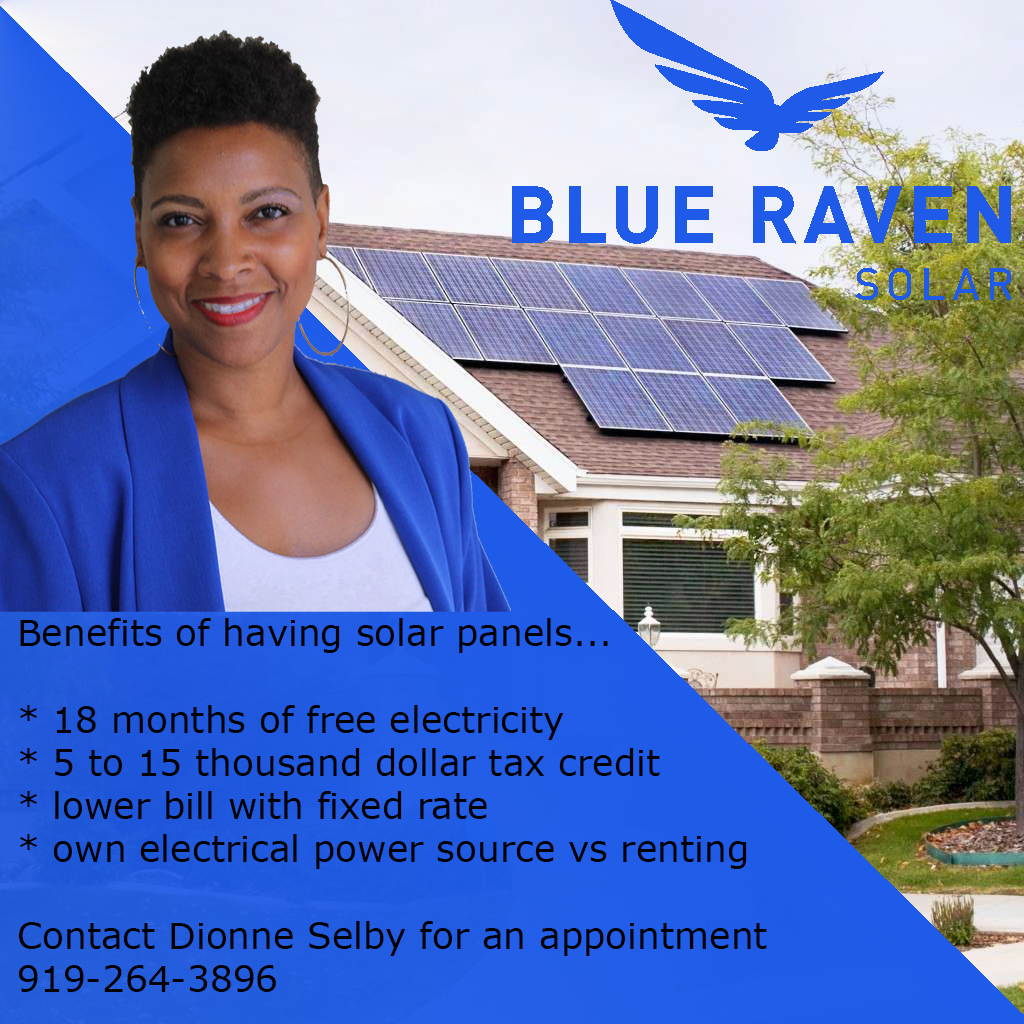 BLUE RAVEN
SOLAR
Benefits of having solar panels...
* 18 months of free electricity
* 5 to 15 thousand dollar tax credit
* lower bill with fixed rate
* own electrical power source vs renting
Contact Dionne Selby for an appointment
919-264-3896